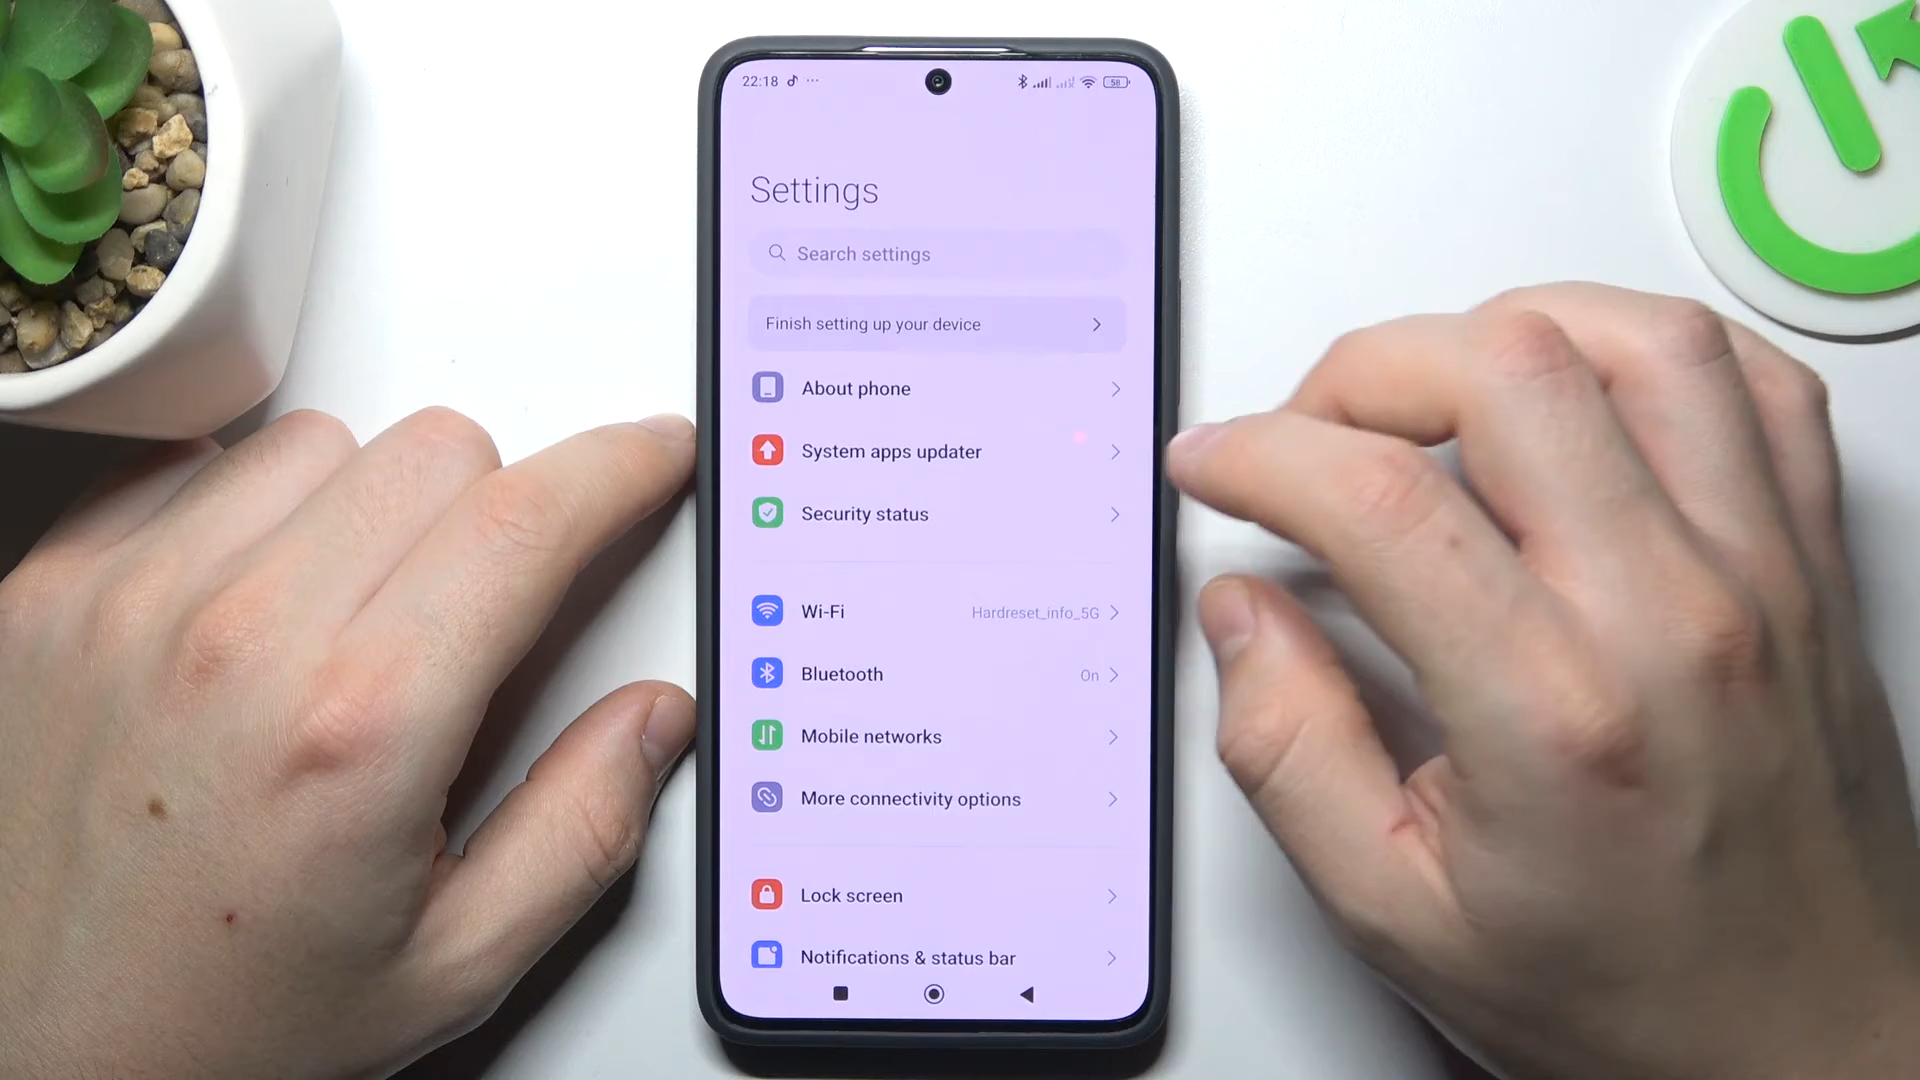 22:18
58
Settings
Search settings
Finish setting up your device
About phone
System apps updater
Security status
Wi-Fi Hardreset_info_5G
Bluetooth On
Mobile networks
More connectivity options
Lock screen
Notifications & status bar